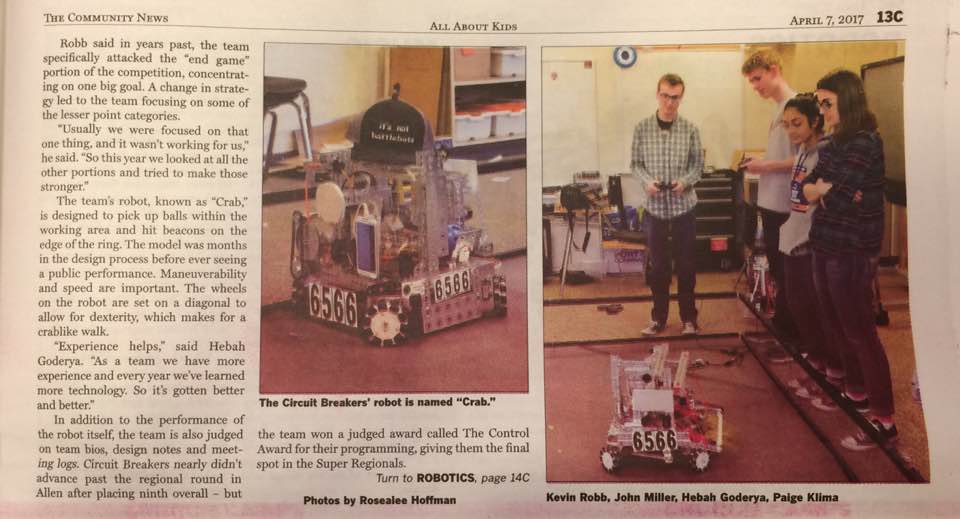 The Community News
All About Kids
April 7, 2017 13C
Robb said in years past, the team
specifically attacked the “end game”
portion of the competition, concentrat-
ing on one big goal. A change in strate-
gy led to the team focusing on some of
the lesser point categories.
“Usually we were focused on that
one thing, and it wasn’t working for us,”
he said. “So this year we looked at all the
other portions and tried to make those
stronger.”
The team’s robot, known as “Crab,”
is designed to pick up balls within the
working area and hit beacons on the
edge of the ring. The model was months
in the design process before ever seeing
a public performance. Maneuverability
and speed are important. The wheels
on the robot are set on a diagonal to
allow for dexterity, which makes for a
crablike walk.
“Experience helps,” said Hebah
Goderya. “As a team we have more
experience and every year we’ve learned
more technology. So it’s gotten better
and better.”
In addition to the performance of
the robot itself, the team is also judged
on team bios, design notes and meet-
ing logs. Circuit Breakers nearly didn’t
advance past the regional round in
Allen after placing ninth overall – but
it's not
battlebots
6566
6566
The Circuit Breakers’ robot is named “Crab.”
the team won a judged award called The Control
Award for their programming, giving them the final
spot in the Super Regionals.
Turn to ROBOTICS, page 14C
Photos by Rosealee Hoffman
6566
Kevin Robb, John Miller, Hebah Goderya, Paige Klima